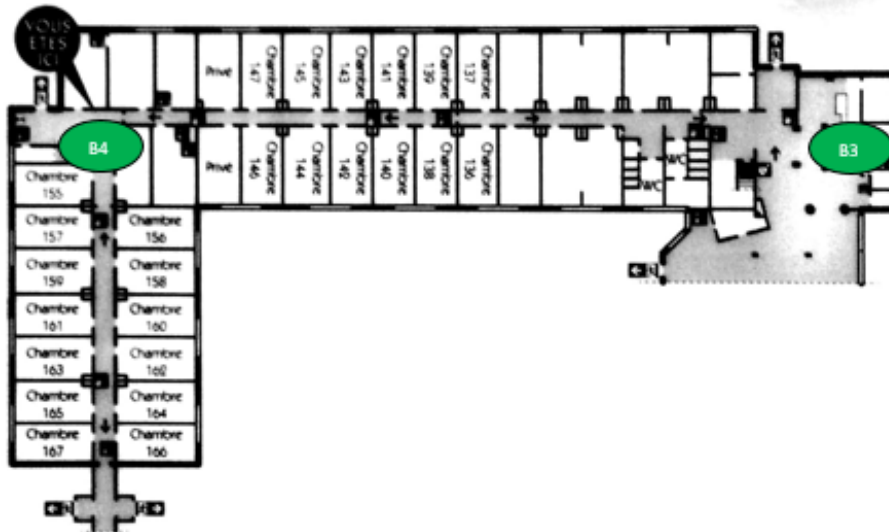 VOUS
ETES
ICI
Privé
Chambre
147
Chambre
145
Chambre
143
Chambre
141
Chambre
139
Chambre
137
B4
B3
Privé
Chambre
146
Chambre
144
Chambre
142
Chambre
140
Chambre
138
Chambre
136
WC
WC
Chambre
155
Chambre
157
Chambre
156
Chambre
159
Chambre
158
Chambre
161
Chambre
160
Chambre
163
Chambre
162
Chambre
165
Chambre
164
Chambre
167
Chambre
166